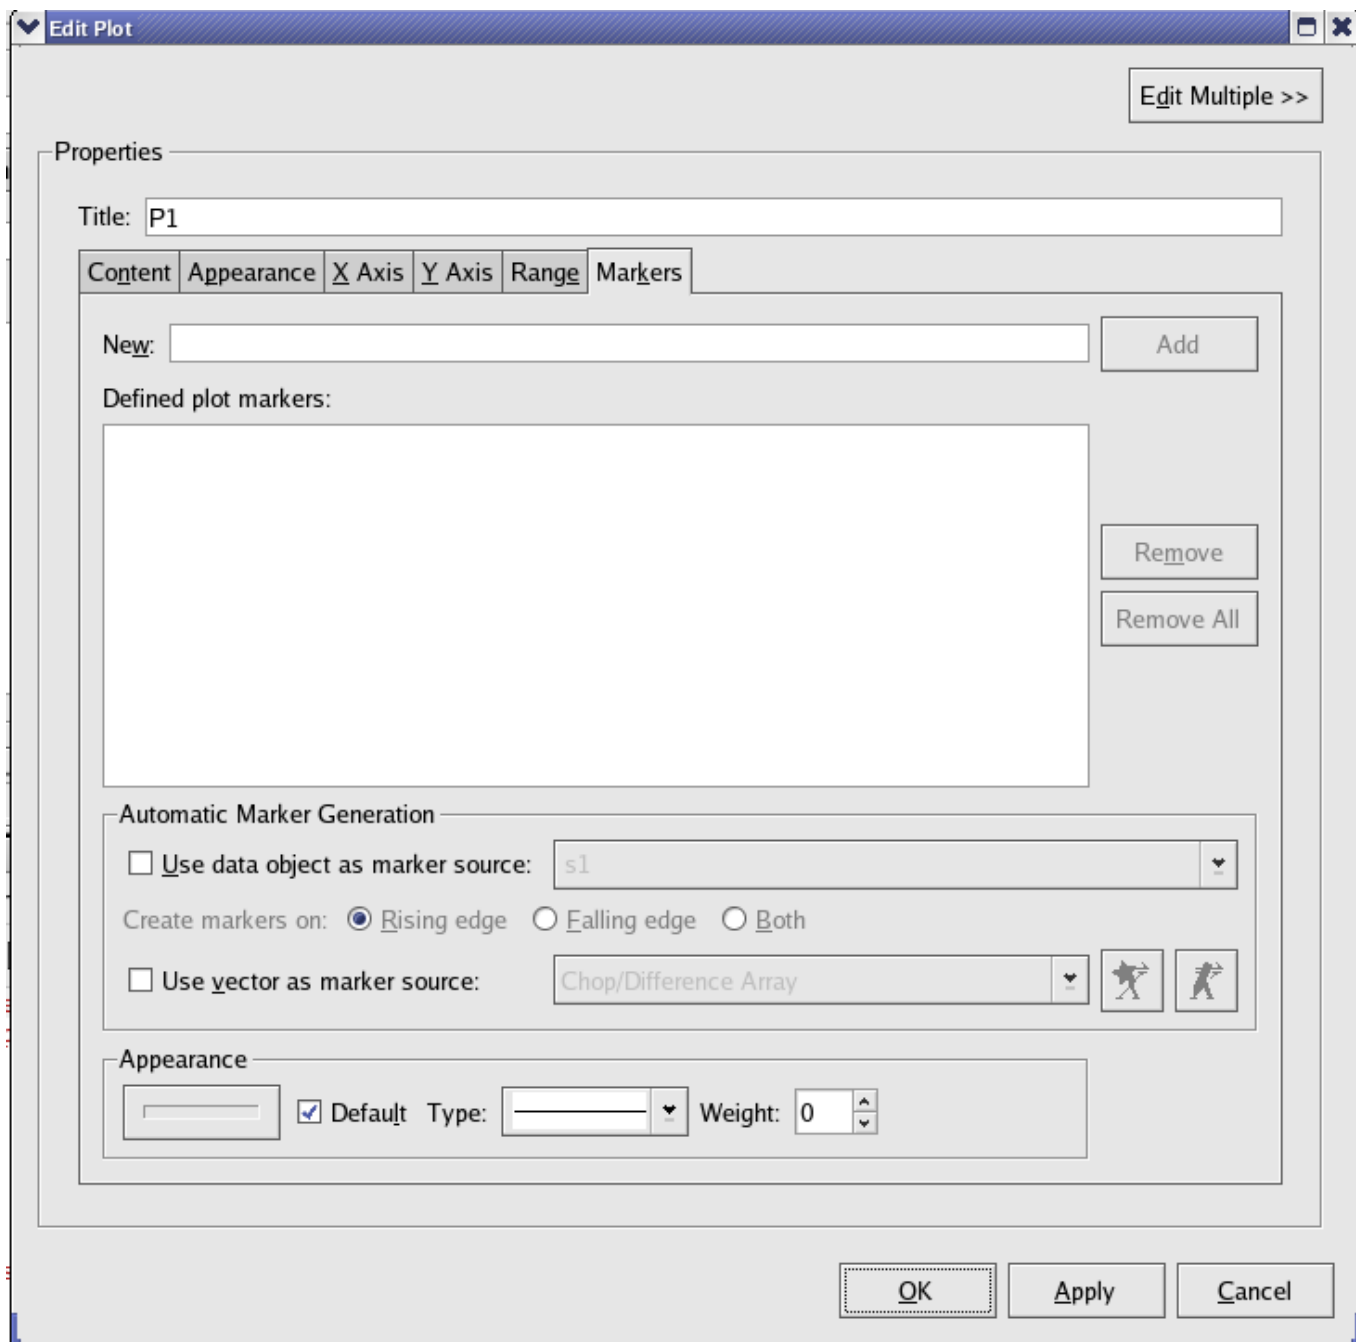 Edit Plot
Edit Multiple >>
Properties
Title: P1
Content Appearance X Axis Y Axis Range Markers
New: Add
Defined plot markers:
Remove
Remove All
Automatic Marker Generation
Use data object as marker source: s1
Create markers on: Rising edge Falling edge Both
Use vector as marker source: Chop/Difference Array
Appearance
Default Type: Weight: 0
OK Apply Cancel